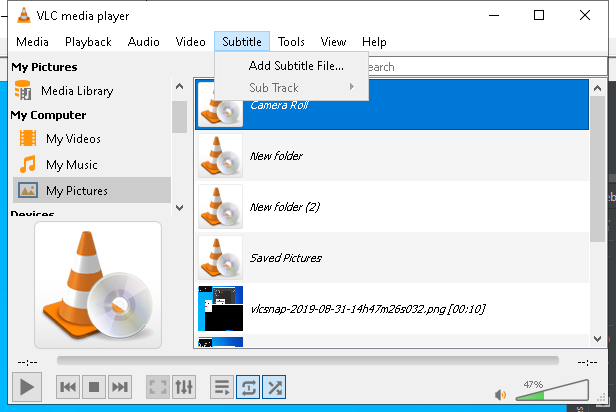 VLC media player
Media Playback Audio Video Subtitle Tools View Help
My Pictures
Add Subtitle File...
Sub Track
Media Library
My Computer
My Videos
My Music
My Pictures
Camera Roll
New folder
New folder (2)
Saved Pictures
vlcsnap-2019-08-31-14h47m26s032.png [00:10]
--:--
--:--
47%